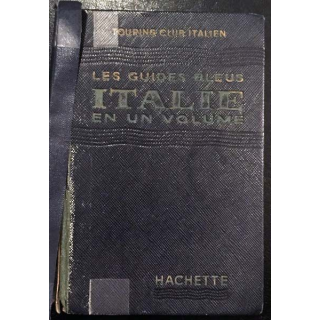 TOURING CLUB ITALIEN
LES GUIDES BLEUS
ITALIE
EN UN VOLUME
HACHETTE